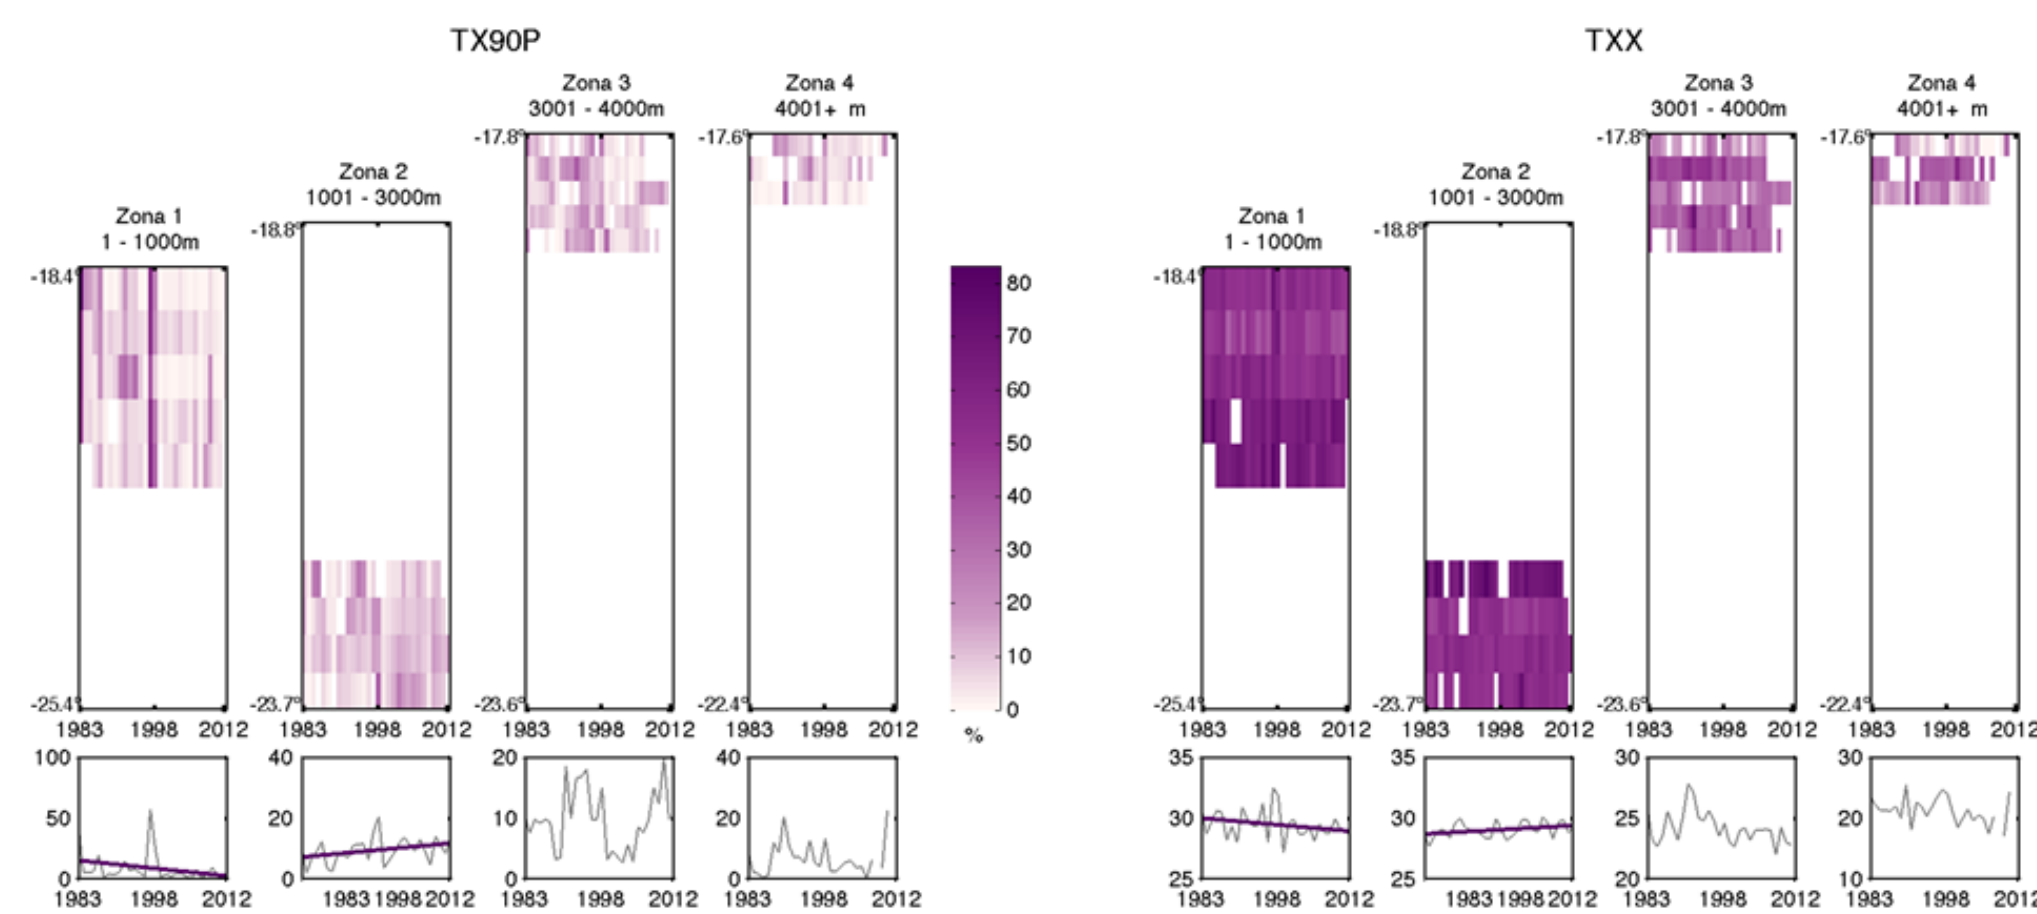 TX90P
TXX
Zona 1
1 - 1000m
Zona 2
1001 - 3000m
Zona 3
3001 - 4000m
Zona 4
4001+ m
-18.4°
-25.4°
1983 1998 2012
-18.8°
-23.7°
1983 1998 2012
-17.8°
-23.6°
1983 1998 2012
-17.6°
-22.4°
1983 1998 2012
80
70
60
50
40
30
20
10
0
%
100
50
0
1983 1998 2012
40
20
0
1983 1998 2012
20
10
0
1983 1998 2012
40
20
0
1983 1998 2012
Zona 1
1 - 1000m
Zona 2
1001 - 3000m
Zona 3
3001 - 4000m
Zona 4
4001+ m
-18.4°
-25.4°
1983 1998 2012
-18.8°
-23.7°
1983 1998 2012
-17.8°
-23.6°
1983 1998 2012
-17.6°
-22.4°
1983 1998 2012
35
30
25
1983 1998 2012
35
30
25
1983 1998 2012
30
25
20
1983 1998 2012
30
20
10
1983 1998 2012